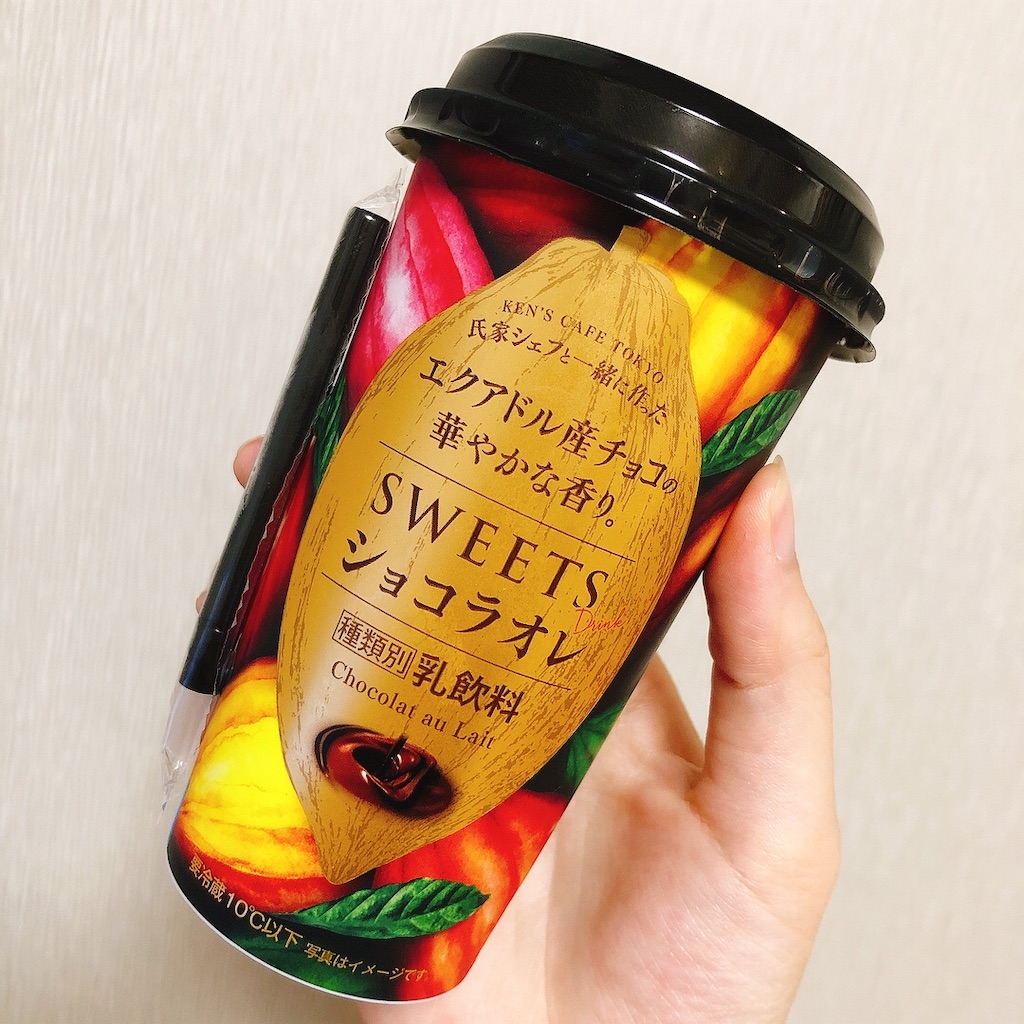 KEN'S CAFE TOKYO
氏家シェフと一緒に作った
エクアドル産チョコの
華やかな香り。
SWEETS
Drink
ショコラオレ
種類別 乳飲料
Chocolat au Lait
要冷蔵10℃以下 写真はイメージです